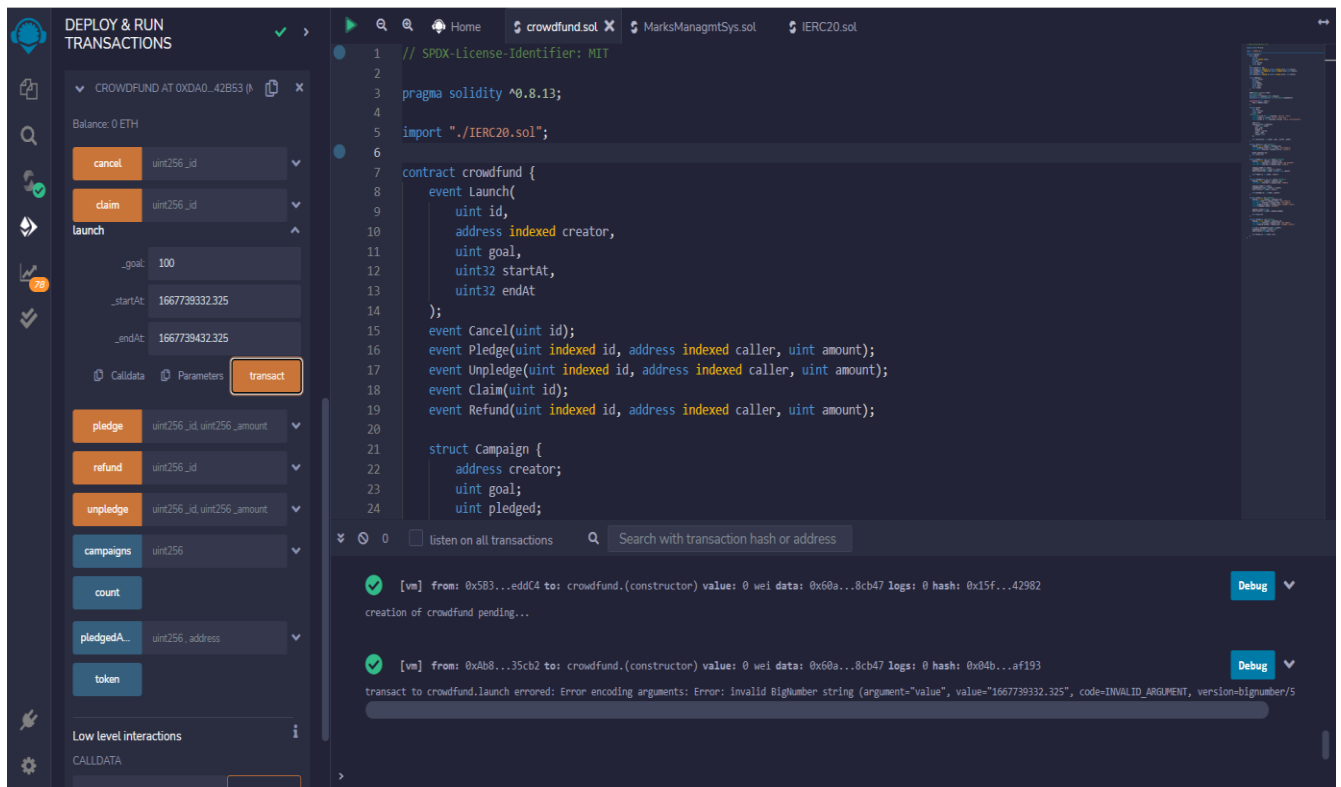 DEPLOY & RUN
TRANSACTIONS
CROWDFUND AT 0XDA0...42B53 (M
Balance: 0 ETH
cancel uint256 _id
claim uint256 _id
launch
_goal: 100
_startAt: 1667739332.325
_endAt: 1667739432.325
Calldata Parameters transact
pledge uint256 _id, uint256 _amount
refund uint256 _id
unpledge uint256 _id, uint256 _amount
campaigns uint256
count
pledgedA... uint256 , address
token
Low level interactions i
CALLDATA
78
Home crowdfund.sol MarksManagmtSys.sol IERC20.sol
1 // SPDX-License-Identifier: MIT
2
3 pragma solidity ^0.8.13;
4
5 import "./IERC20.sol";
6
7 contract crowdfund {
8 event Launch(
9 uint id,
10 address indexed creator,
11 uint goal,
12 uint32 startAt,
13 uint32 endAt
14 );
15 event Cancel(uint id);
16 event Pledge(uint indexed id, address indexed caller, uint amount);
17 event Unpledge(uint indexed id, address indexed caller, uint amount);
18 event Claim(uint id);
19 event Refund(uint indexed id, address indexed caller, uint amount);
20
21 struct Campaign {
22 address creator;
23 uint goal;
24 uint pledged;
0 listen on all transactions Search with transaction hash or address
[vm] from: 0x5B3...eddC4 to: crowdfund.(constructor) value: 0 wei data: 0x60a...8cb47 logs: 0 hash: 0x15f...42982 Debug
creation of crowdfund pending...
[vm] from: 0xAb8...35cb2 to: crowdfund.(constructor) value: 0 wei data: 0x60a...8cb47 logs: 0 hash: 0x04b...af193 Debug
transact to crowdfund.launch errored: Error encoding arguments: Error: invalid BigNumber string (argument="value", value="1667739332.325", code=INVALID_ARGUMENT, version=bignumber/5
>